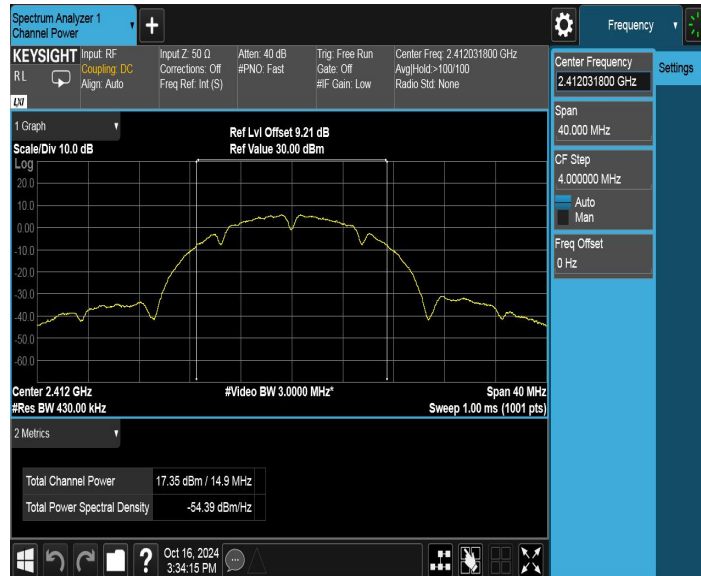 Spectrum Analyzer 1
Channel Power
+
Frequency
KEYSIGHT
RL
LXI
Input: RF
Coupling: DC
Align: Auto
Input Z: 50 Ω
Corrections: Off
Freq Ref: Int (S)
Atten: 40 dB
#PNO: Fast
Trig: Free Run
Gate: Off
#IF Gain: Low
Center Freq: 2.412031800 GHz
Avg|Hold:>100/100
Radio Std: None
Center Frequency
2.412031800 GHz
Settings
Span
40.000 MHz
CF Step
4.000000 MHz
Auto
Man
Freq Offset
0 Hz
1 Graph
Scale/Div 10.0 dB
Ref Lvl Offset 9.21 dB
Ref Value 30.00 dBm
Log
20.0
10.0
0.00
-10.0
-20.0
-30.0
-40.0
-50.0
-60.0
Center 2.412 GHz
#Res BW 430.00 kHz
#Video BW 3.0000 MHz*
Span 40 MHz
Sweep 1.00 ms (1001 pts)
2 Metrics
Total Channel Power 17.35 dBm / 14.9 MHz
Total Power Spectral Density -54.39 dBm/Hz
?
Oct 16, 2024
3:34:15 PM